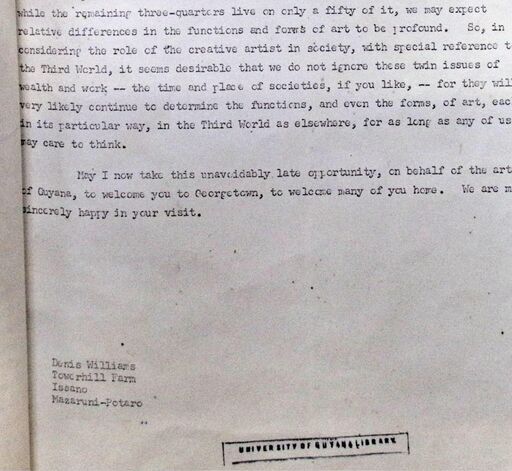 while the remaining three-quarters live on only a fifty of it, we may expect
relative differences in the functions and forms of art to be profound. So, in
considering the role of the creative artist in society, with special reference to
the Third World, it seems desirable that we do not ignore these twin issues of
wealth and work -- the time and place of societies, if you like, -- for they will
very likely continue to determine the functions, and even the forms, of art, each
in its particular way, in the Third World as elsewhere, for as long as any of us
may care to think.
May I now take this unavoidably late opportunity, on behalf of the art
of Guyana, to welcome you to Georgetown, to welcome many of you home. We are m
sincerely happy in your visit.
Denis Williams
Towerhill Farm
Issano
Mazaruni-Potaro
UNIVERSITY OF GUYANA LIBRARY